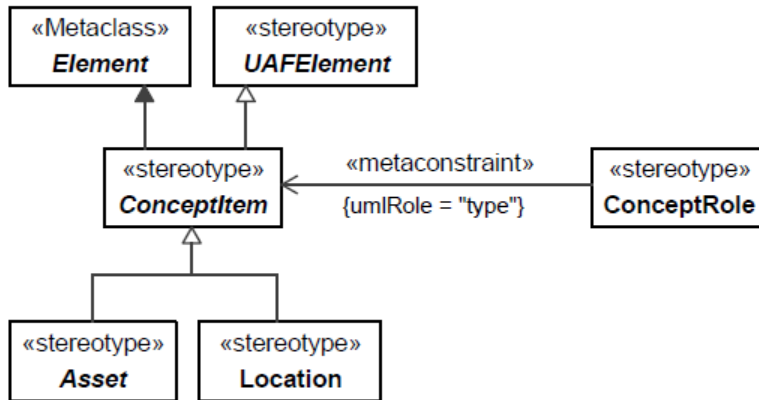 «Metaclass»
Element
«stereotype»
UAFElement
«stereotype»
ConceptItem
«metaconstraint»
{umlRole = "type"}
«stereotype»
ConceptRole
«stereotype»
Asset
«stereotype»
Location